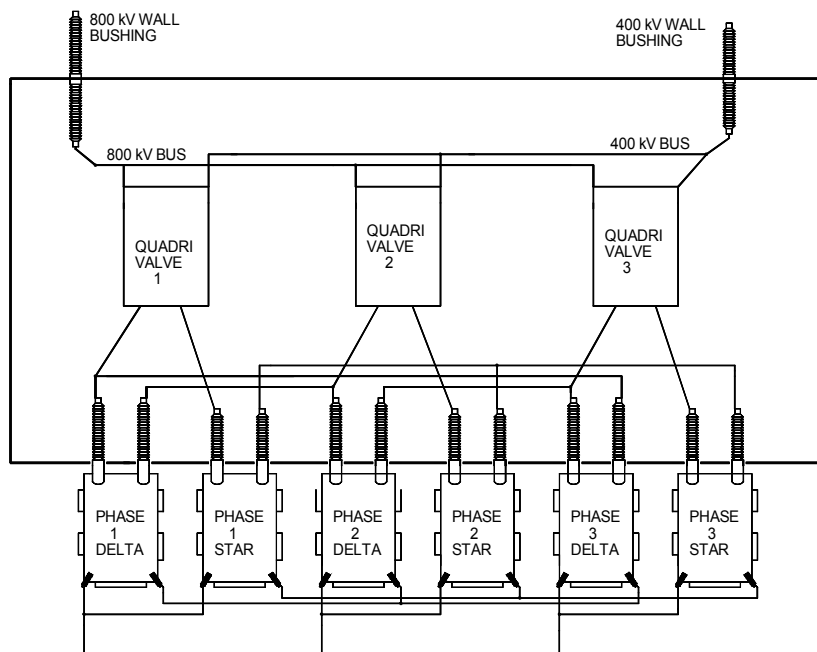 800 kV WALL
BUSHING
400 kV WALL
BUSHING
800 kV BUS
400 kV BUS
QUADRI
VALVE
1
QUADRI
VALVE
2
QUADRI
VALVE
3
PHASE
1
DELTA
PHASE
1
STAR
PHASE
2
DELTA
PHASE
2
STAR
PHASE
3
DELTA
PHASE
3
STAR